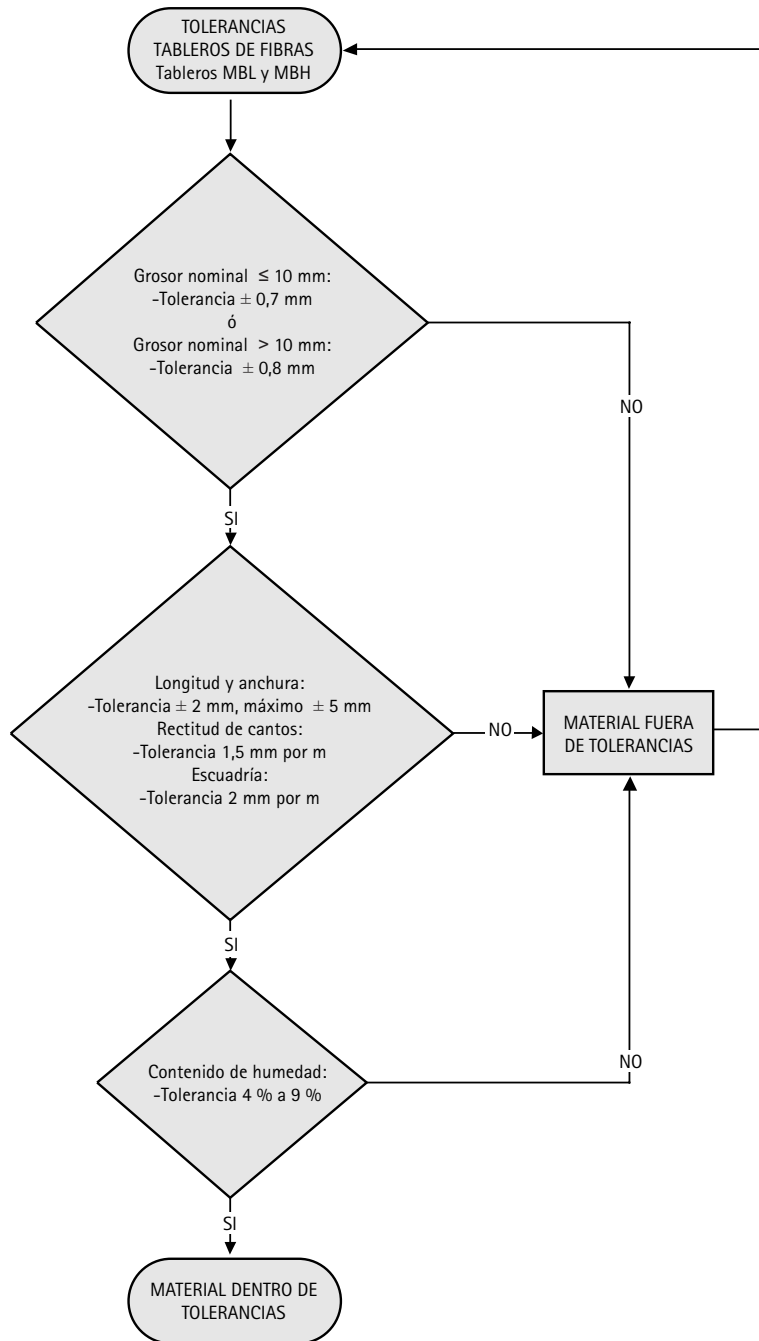 TOLERANCIAS
TABLEROS DE FIBRAS
Tableros MBL y MBH
Grosor nominal ≤ 10 mm:
-Tolerancia ± 0,7 mm
ó
Grosor nominal > 10 mm:
-Tolerancia ± 0,8 mm
NO
SI
Longitud y anchura:
-Tolerancia ± 2 mm, máximo ± 5 mm
Rectitud de cantos:
-Tolerancia 1,5 mm por m
Escuadría:
-Tolerancia 2 mm por m
NO
MATERIAL FUERA
DE TOLERANCIAS
SI
Contenido de humedad:
-Tolerancia 4 % a 9 %
NO
SI
MATERIAL DENTRO DE
TOLERANCIAS